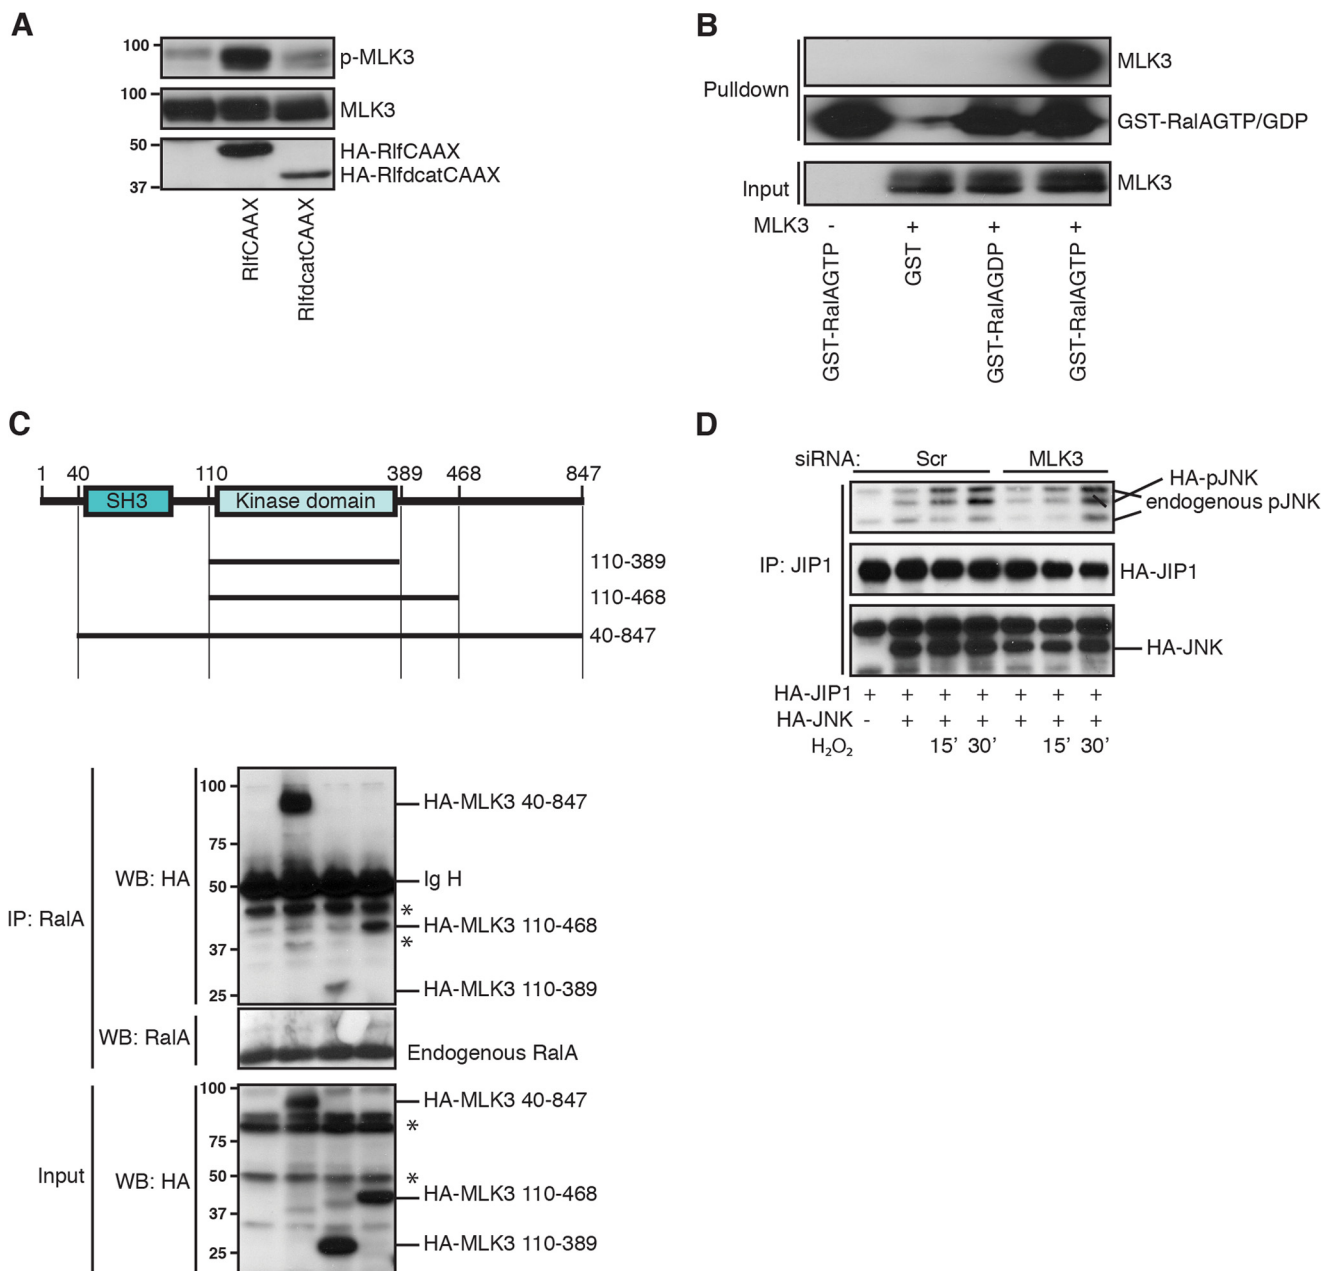 A
100
p-MLK3
100
MLK3
50
HA-RlfCAAX
HA-RlfdcatCAAX
37
RlfCAAX
RlfdcatCAAX
B
Pulldown
MLK3
GST-RalAGTP/GDP
Input
MLK3
MLK3 - + + +
GST-RalAGTP
GST
GST-RalAGDP
GST-RalAGTP
C
1 40 110 389 468 847
SH3 Kinase domain
110-389
110-468
40-847
IP: RalA
WB: HA
100
HA-MLK3 40-847
75
50
Ig H
*
HA-MLK3 110-468
*
37
25
HA-MLK3 110-389
WB: RalA
Endogenous RalA
Input
WB: HA
100
HA-MLK3 40-847
*
75
50
*
HA-MLK3 110-468
37
HA-MLK3 110-389
25
D
siRNA: Scr MLK3
HA-pJNK
endogenous pJNK
IP: JIP1
HA-JIP1
HA-JNK
HA-JIP1 + + + + + + +
HA-JNK - + + + + + +
H₂O₂ 15’ 30’ 15’ 30’